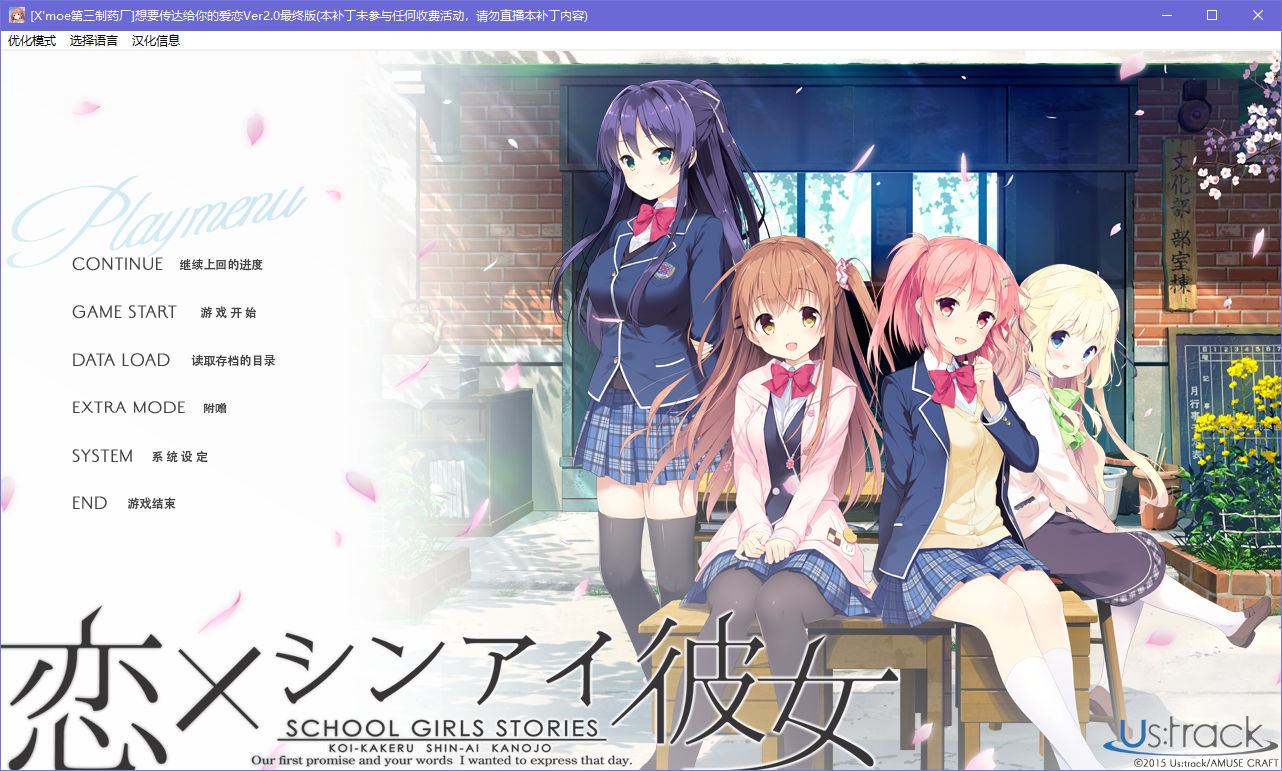 [X'moe第三制药厂]想要传达给你的爱恋Ver2.0最终版(本补丁未参与任何收费活动，请勿直播本补丁内容)
优化模式 选择语言 汉化信息
Playmenu
CONTINUE 继续上回的进度
GAME START 游戏开始
DATA LOAD 读取存档的目录
EXTRA MODE 附赠
SYSTEM 系统设定
END 游戏结束
文化部 部室棟
1 2 3 4 5 6 7
月行事表
恋×シンアイ彼女
SCHOOL GIRLS STORIES
KOI-KAKERU SHIN-AI KANOJO
Our first promise and your words I wanted to express that day.
Us:track
©2015 Us:track/AMUSE CRAFT